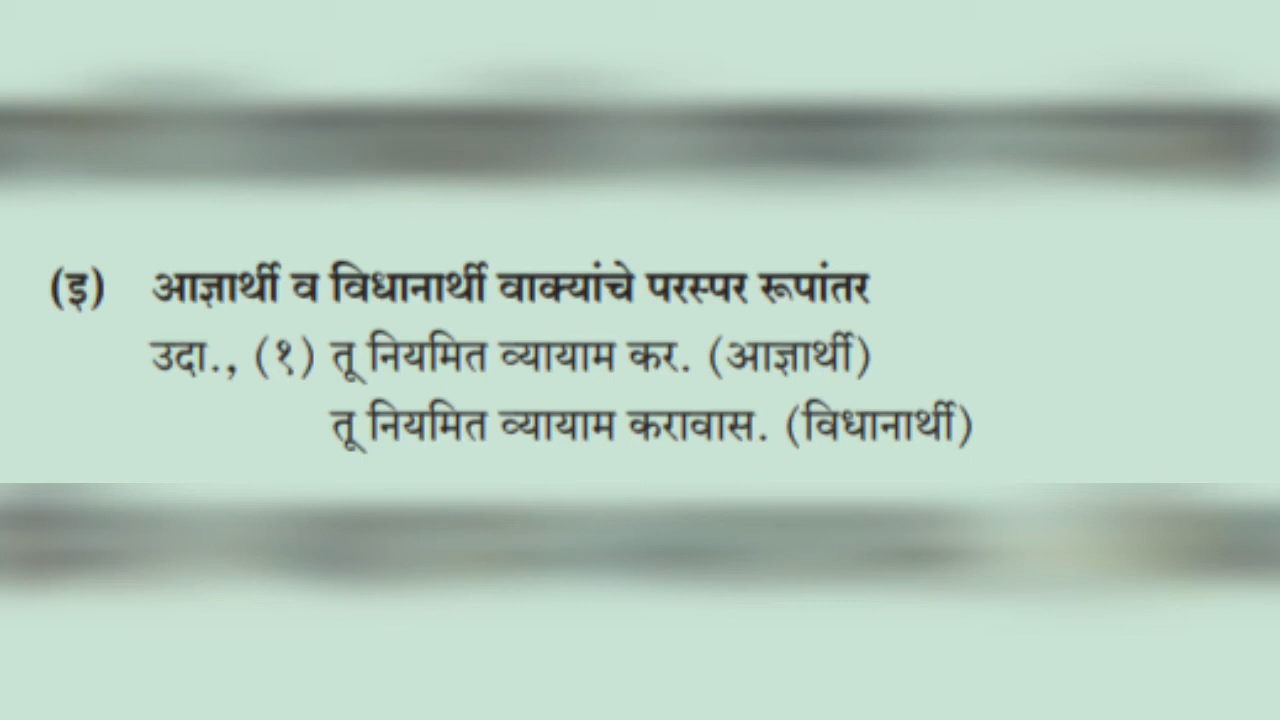 (इ) आज्ञार्थी व विधानार्थी वाक्यांचे परस्पर रूपांतर
उदा., (१) तू नियमित व्यायाम कर. (आज्ञार्थी)
तू नियमित व्यायाम करावास. (विधानार्थी)